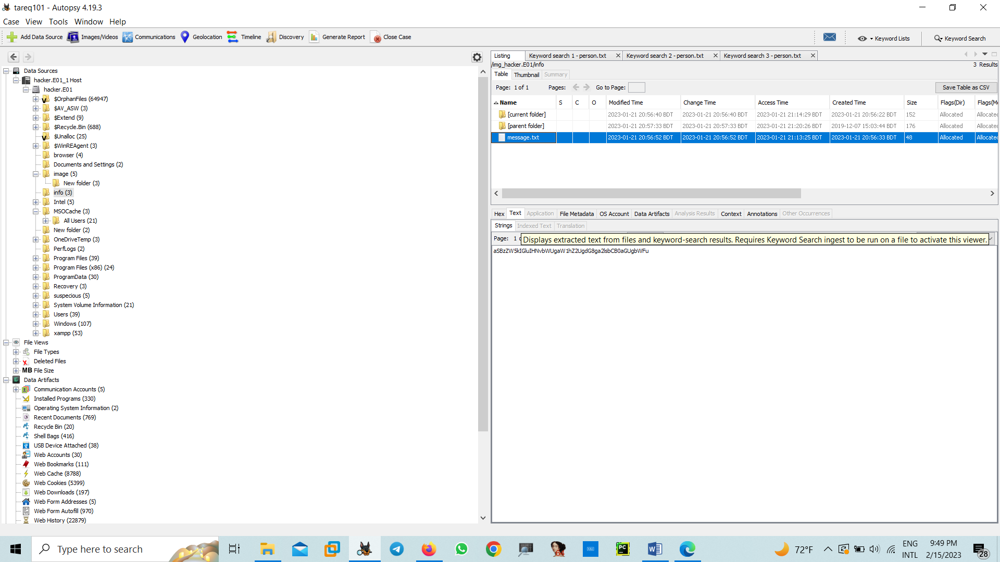 tareq101 - Autopsy 4.19.3
Case View Tools Window Help
Add Data Source Images/Videos Communications Geolocation Timeline Discovery Generate Report Close Case Keyword Lists Keyword Search
Data Sources
hacker.E01_1 Host
hacker.E01
$OrphanFiles (64947)
$AV_ASW (3)
$Extend (9)
$Recycle.Bin (688)
$Unalloc (25)
$WinREAgent (3)
browser (4)
Documents and Settings (2)
image (5)
New folder (3)
info (3)
Intel (5)
MSOCache (3)
All Users (21)
New folder (2)
OneDriveTemp (3)
PerfLogs (2)
Program Files (39)
Program Files (x86) (24)
ProgramData (30)
Recovery (3)
suspecious (5)
System Volume Information (21)
Users (39)
Windows (107)
xampp (53)
File Views
File Types
Deleted Files
MB File Size
Data Artifacts
Communication Accounts (5)
Installed Programs (330)
Operating System Information (2)
Recent Documents (769)
Recycle Bin (20)
Shell Bags (416)
USB Device Attached (38)
Web Accounts (30)
Web Bookmarks (111)
Web Cache (8788)
Web Cookies (5399)
Web Downloads (197)
Web Form Addresses (5)
Web Form Autofill (970)
Web History (22879)
Listing Keyword search 1 - person.txt Keyword search 2 - person.txt Keyword search 3 - person.txt
/img_hacker.E01/info 3 Results
Table Thumbnail Summary
Page: 1 of 1 Pages: Go to Page: Save Table as CSV
Name S C O Modified Time Change Time Access Time Created Time Size Flags(Dir) Flags(Me
[current folder] 2023-01-21 20:56:40 BDT 2023-01-21 20:56:40 BDT 2023-01-21 21:14:29 BDT 2023-01-21 20:56:22 BDT 152 Allocated Allocated
[parent folder] 2023-01-21 20:57:33 BDT 2023-01-21 20:57:33 BDT 2023-01-21 21:20:26 BDT 2019-12-07 15:03:44 BDT 176 Allocated Allocated
message.txt 2023-01-21 20:56:52 BDT 2023-01-21 20:56:52 BDT 2023-01-21 21:13:25 BDT 2023-01-21 20:56:33 BDT 48 Allocated Allocated
Hex Text Application File Metadata OS Account Data Artifacts Analysis Results Context Annotations Other Occurrences
Strings Indexed Text Translation
Page: 1 Displays extracted text from files and keyword-search results. Requires Keyword Search ingest to be run on a file to activate this viewer.
aSBzZW5kIGluIHNvbWUgaW1hZ2UgdG8ga2lsbCB0aGUgbWFu
Type here to search
72°F
ENG
INTL
9:49 PM
2/15/2023
28
PC